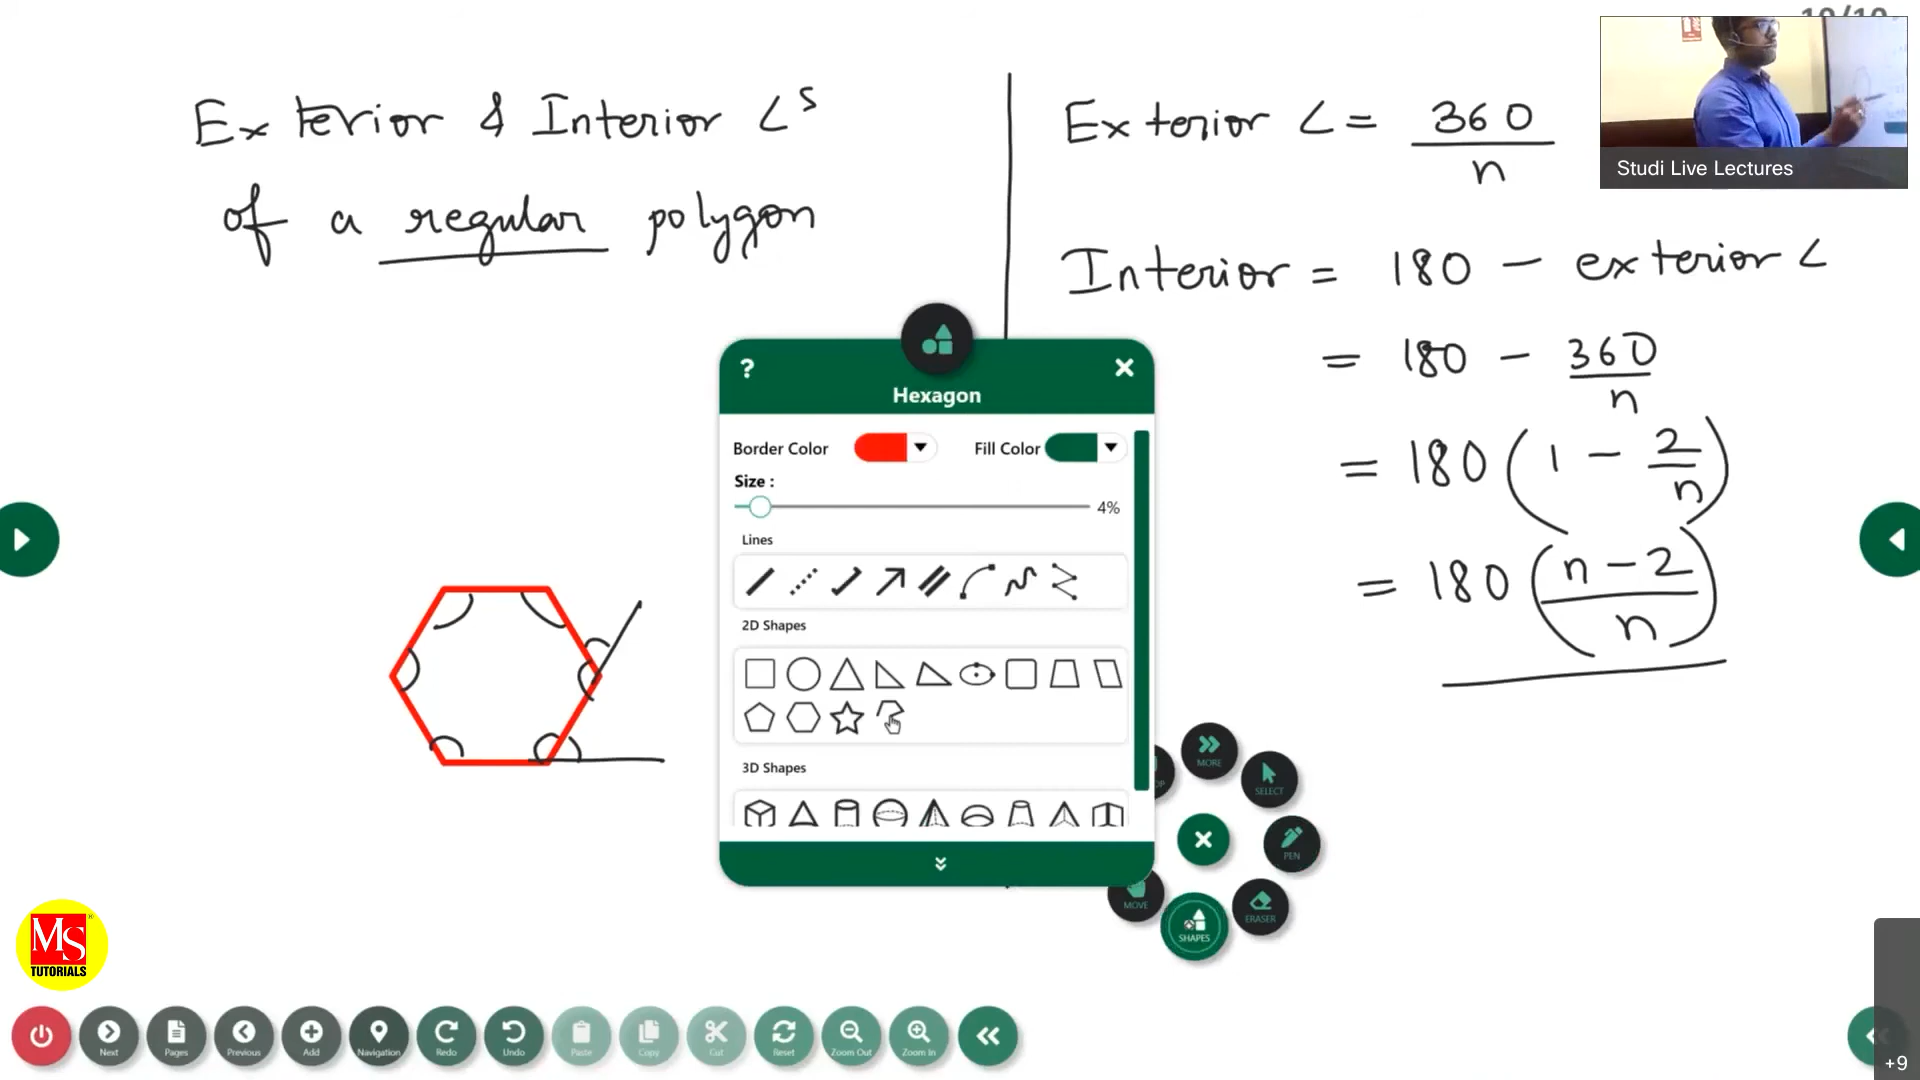 Exterior & Interior ∠s
of a regular polygon
Exterior ∠ = 360/n
Interior = 180 - exterior ∠
= 180 - 360/n
= 180 (1 - 2/n)
= 180 (n-2/n)
Studi Live Lectures
?
Hexagon
Border Color
Fill Color
Size :
4%
Lines
2D Shapes
3D Shapes
MORE
SELECT
PEN
ERASER
SHAPES
MOVE
MS
TUTORIALS
Next
Pages
Previous
Add
Navigation
Redo
Undo
Paste
Copy
Cut
Reset
Zoom Out
Zoom In
+9